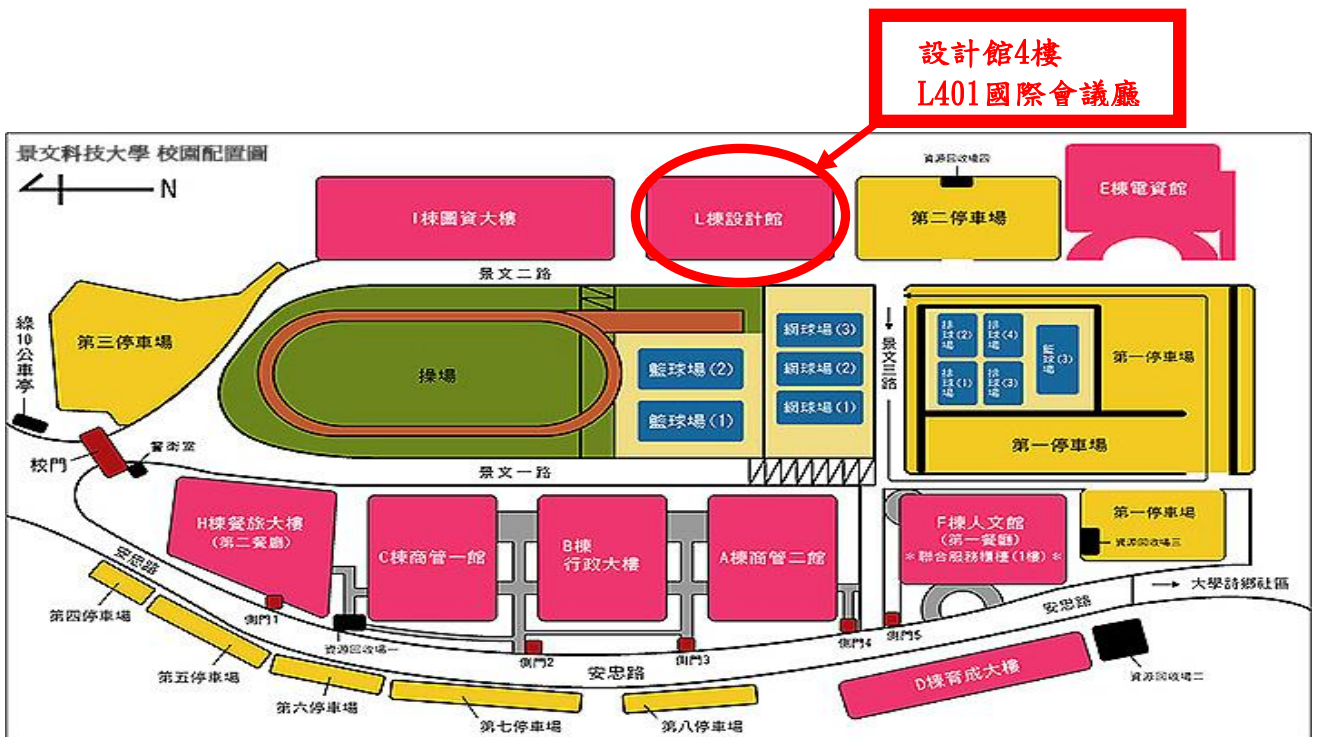 設計館4樓
L401國際會議廳
景文科技大學 校園配置圖
N
I棟圖資大樓
L棟設計館
資源回收場四
第二停車場
E棟電資館
景文二路
綠10公車亭
第三停車場
操場
籃球場(2)
籃球場(1)
網球場(3)
網球場(2)
網球場(1)
景文三路
排球場(2)
排球場(4)
籃球場(3)
排球場(1)
排球場(3)
第一停車場
第一停車場
校門
警衛室
景文一路
H棟餐旅大樓
(第二餐廳)
C棟商管一館
B棟
行政大樓
A棟商管二館
F棟人文館
(第一餐廳)
*聯合服務櫃檯(1樓)*
第一停車場
資源回收場三
大學詩鄉社區
安忠路
第四停車場
側門1
資源回收場一
側門2
側門3
側門4
側門5
安忠路
安忠路
第五停車場
第六停車場
第七停車場
第八停車場
D棟育成大樓
資源回收場二